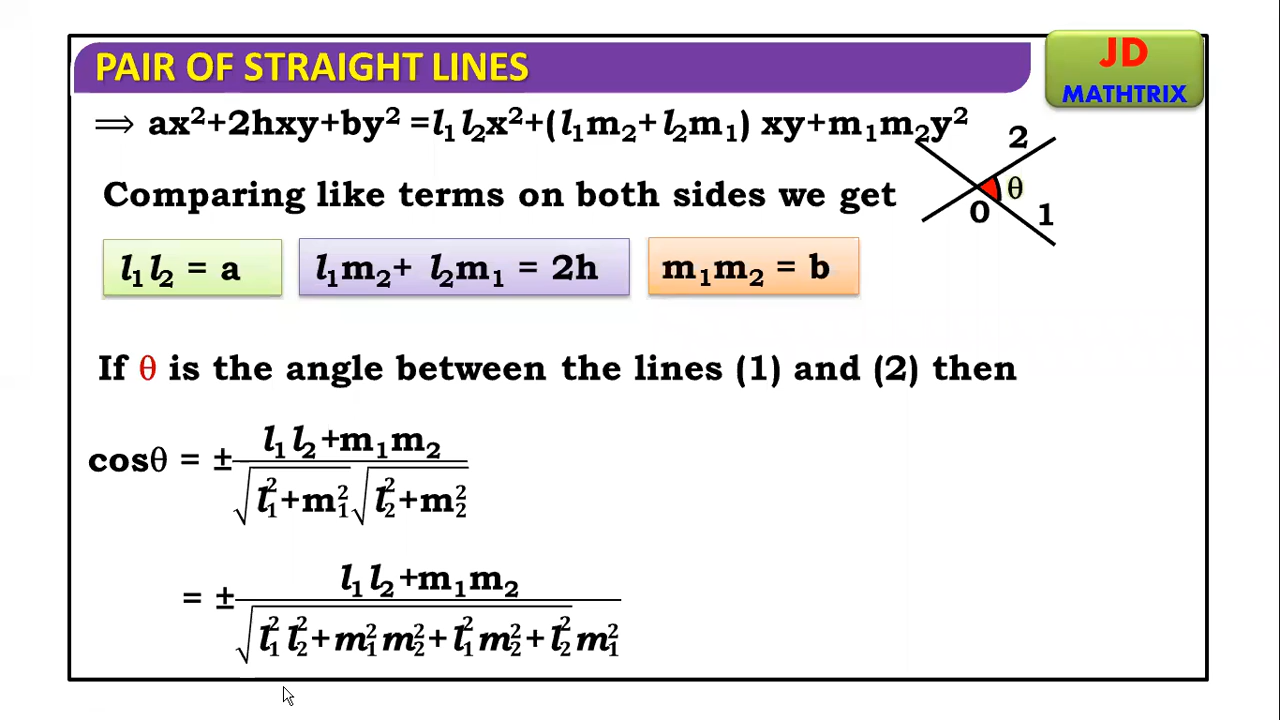 PAIR OF STRAIGHT LINES
JD
MATHTRIX
⟹ ax²+2hxy+by² =l₁l₂x²+(l₁m₂+l₂m₁) xy+m₁m₂y²
2
θ
0
1
Comparing like terms on both sides we get
l₁l₂ = a
l₁m₂+ l₂m₁ = 2h
m₁m₂ = b
If θ is the angle between the lines (1) and (2) then
cosθ = ± (l₁l₂+m₁m₂)/(√(l₁²+m₁²)√(l₂²+m₂²))
= ± (l₁l₂+m₁m₂)/√(l₁²l₂²+m₁²m₂²+l₁²m₂²+l₂²m₁²)